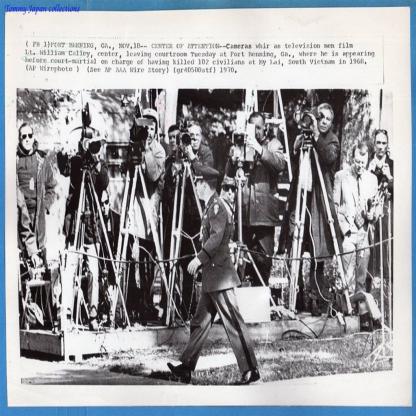 Tommy Japan collections
( FB 1)FORT BENNING, GA., NOV,10-- CENTER OF ATTENTION--Cameras whir as television men film
Lt. William Calley, center, leaving courtroom Tuesday at Fort Benning, Ga., where he is appearing
before court-martial on charge of having killed 102 civilians at My Lai, South Vietnam in 1968.
(AP Wirephoto ) (See AP AAA Wire Story) (gr40500stf) 1970,